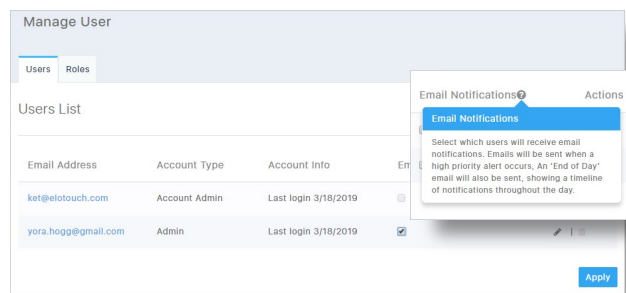 Manage User
Users Roles
Users List
Email Address Account Type Account Info Em
ket@elotouch.com Account Admin Last login 3/18/2019
yora.hogg@gmail.com Admin Last login 3/18/2019
Apply
Email Notifications Actions
Email Notifications
Select which users will receive email
notifications. Emails will be sent when a
high priority alert occurs, An 'End of Day'
email will also be sent, showing a timeline
of notifications throughout the day.